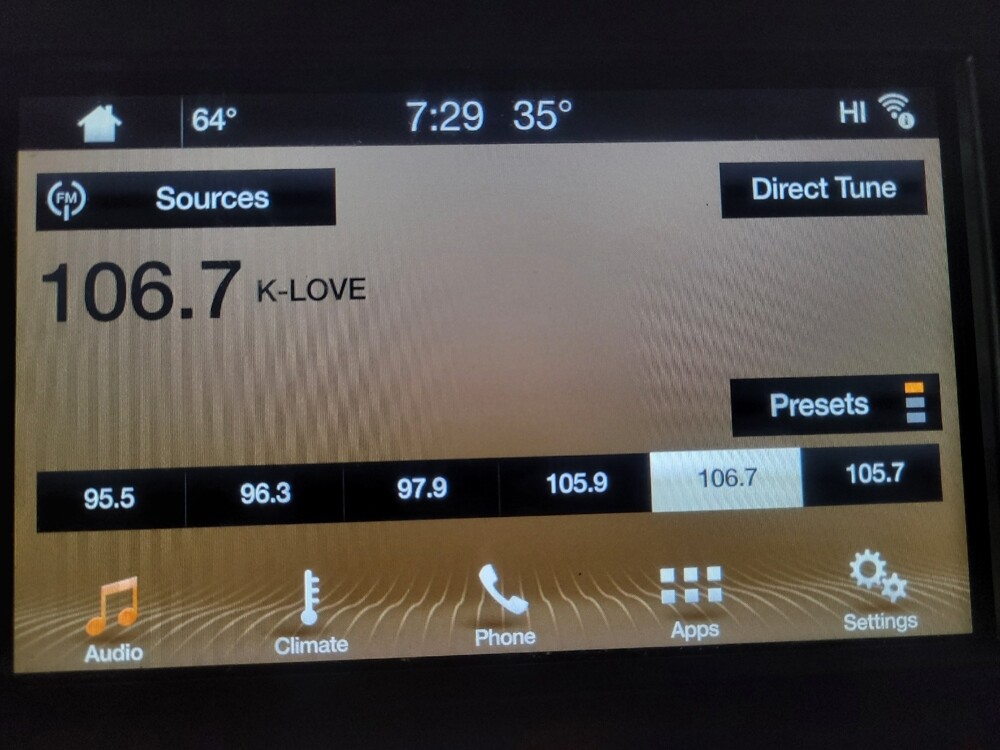 64° 7:29 35° HI
FM Sources Direct Tune
106.7 K-LOVE
Presets
95.5 96.3 97.9 105.9 106.7 105.7
Audio Climate Phone Apps Settings